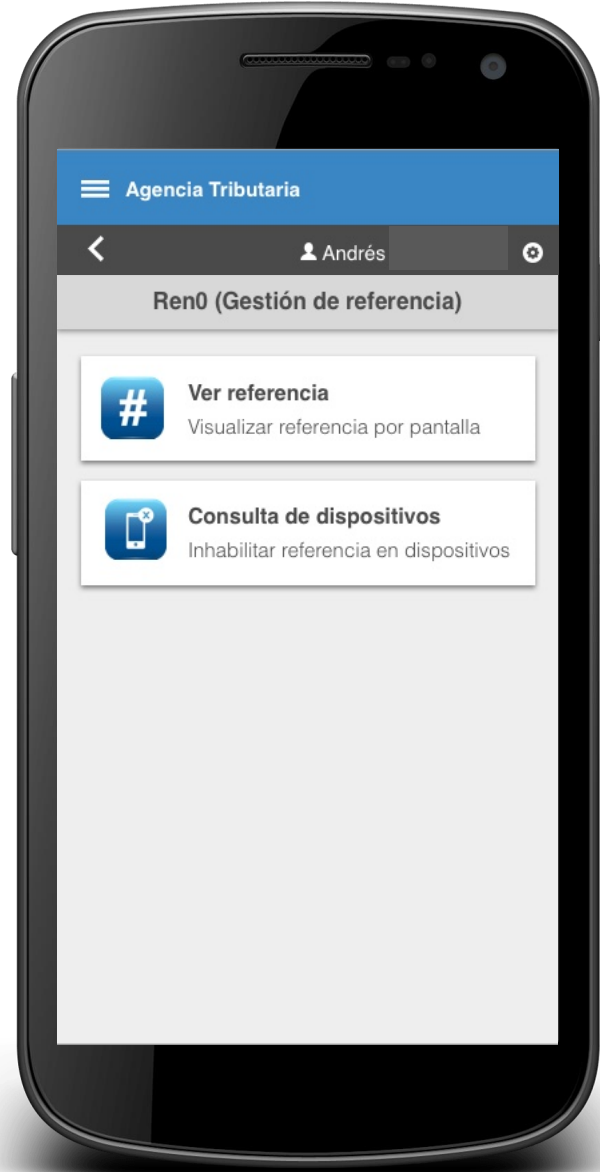 Agencia Tributaria
Andrés
Ren0 (Gestión de referencia)
#
Ver referencia
Visualizar referencia por pantalla
Consulta de dispositivos
Inhabilitar referencia en dispositivos